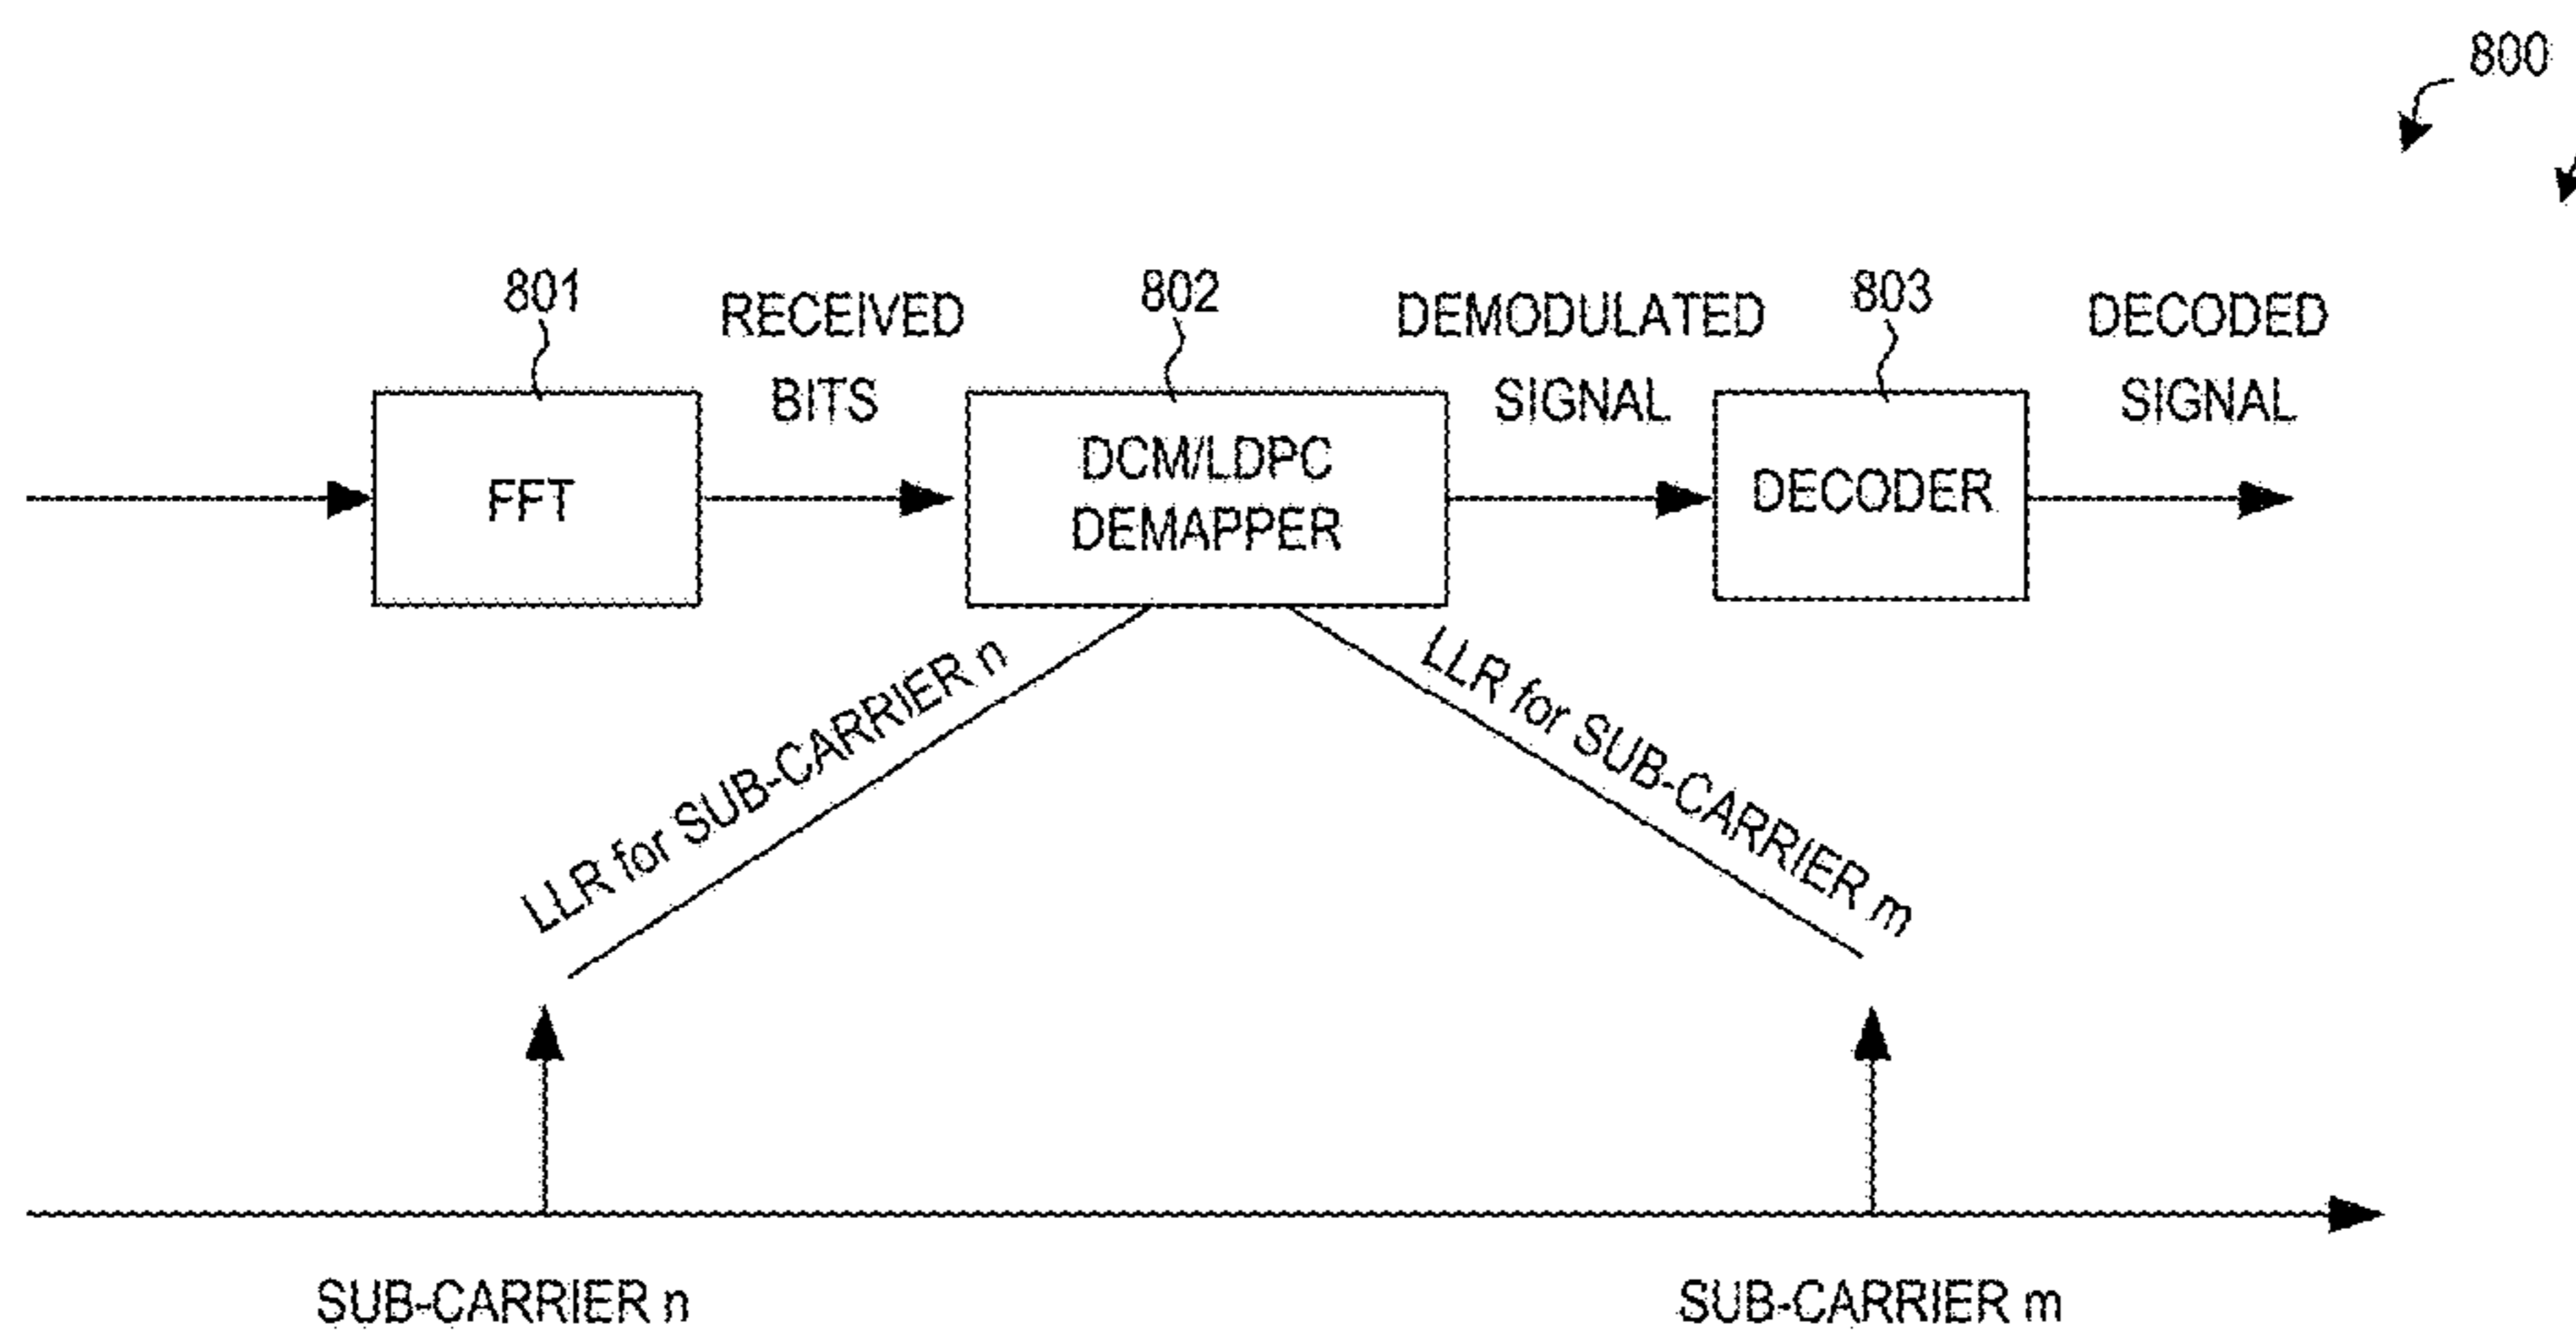 800
801
RECEIVED
BITS
802
DEMODULATED
SIGNAL
803
DECODED
SIGNAL
FFT
DCM/LDPC
DEMAPPER
DECODER
LLR for SUB-CARRIER n
LLR for SUB-CARRIER m
SUB-CARRIER n
SUB-CARRIER m